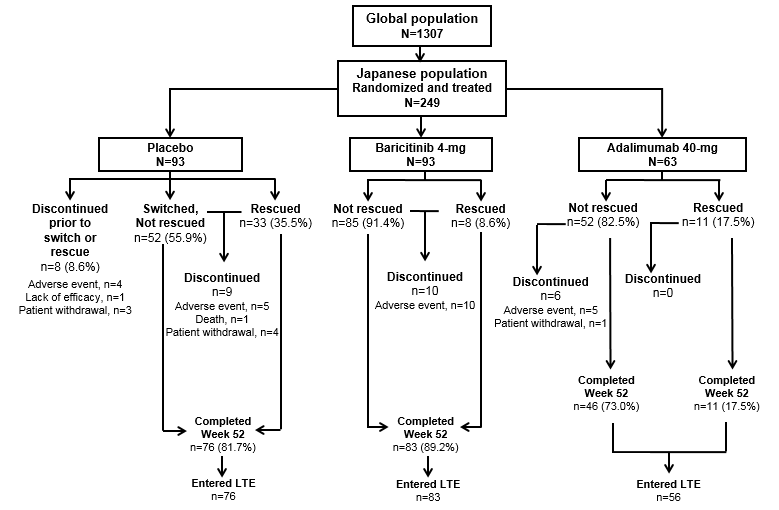 Global population
N=1307
Japanese population
Randomized and treated
N=249
Placebo
N=93
Baricitinib 4-mg
N=93
Adalimumab 40-mg
N=63
Discontinued
prior to
switch or
rescue
n=8 (8.6%)
Adverse event, n=4
Lack of efficacy, n=1
Patient withdrawal, n=3
Switched,
Not rescued
n=52 (55.9%)
Rescued
n=33 (35.5%)
Discontinued
n=9
Adverse event, n=5
Death, n=1
Patient withdrawal, n=4
Completed
Week 52
n=76 (81.7%)
Entered LTE
n=76
Not rescued
n=85 (91.4%)
Rescued
n=8 (8.6%)
Discontinued
n=10
Adverse event, n=10
Completed
Week 52
n=83 (89.2%)
Entered LTE
n=83
Not rescued
n=52 (82.5%)
Rescued
n=11 (17.5%)
Discontinued
n=6
Adverse event, n=5
Patient withdrawal, n=1
Discontinued
n=0
Completed
Week 52
n=46 (73.0%)
Completed
Week 52
n=11 (17.5%)
Entered LTE
n=56